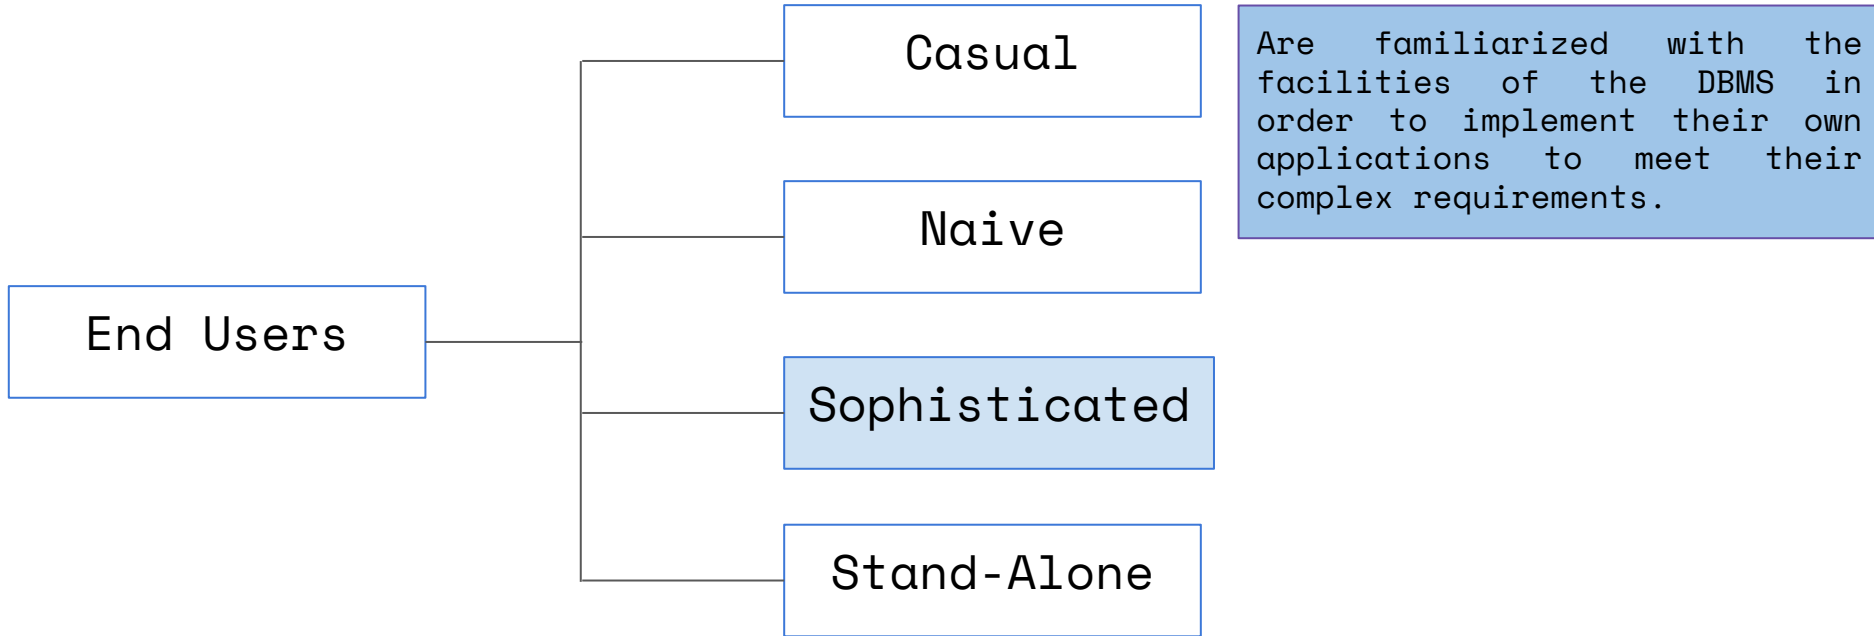 Casual
Are familiarized with the
facilities of the DBMS in
order to implement their own
applications to meet their
complex requirements.
Naive
End Users
Sophisticated
Stand-Alone